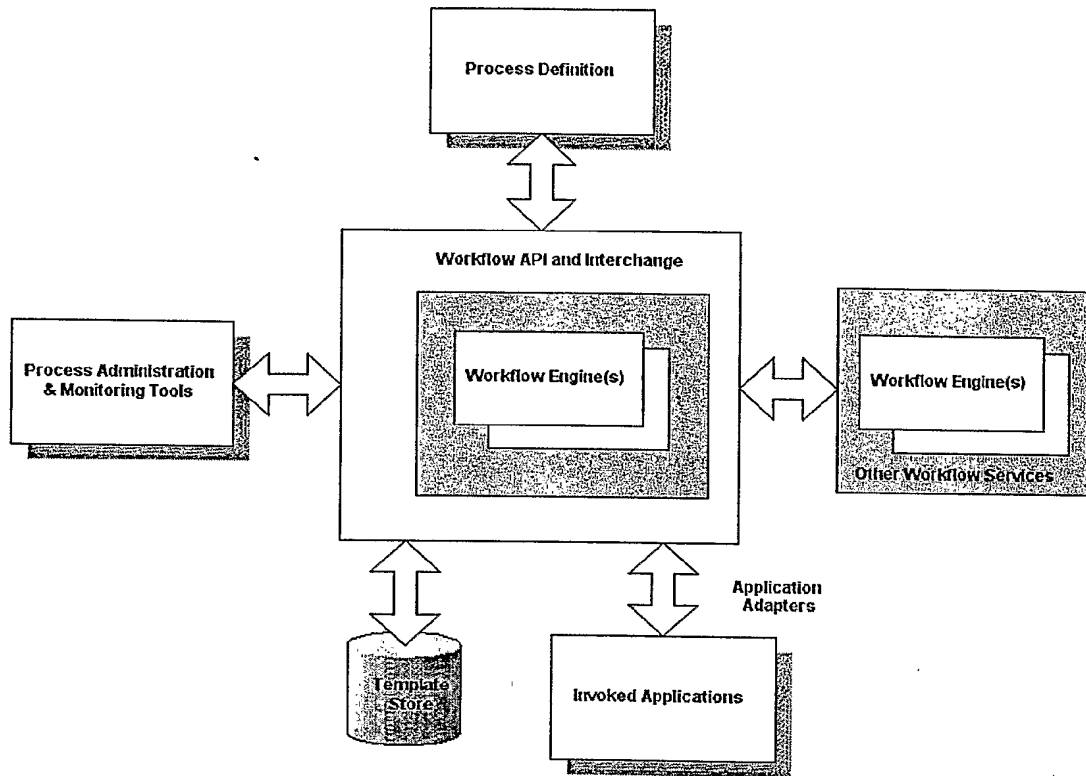 Process Definition
Workflow API and Interchange
Process Administration
& Monitoring Tools
Workflow Engine(s)
Workflow Engine(s)
Other Workflow Services
Application
Adapters
Template
Store
Invoked Applications